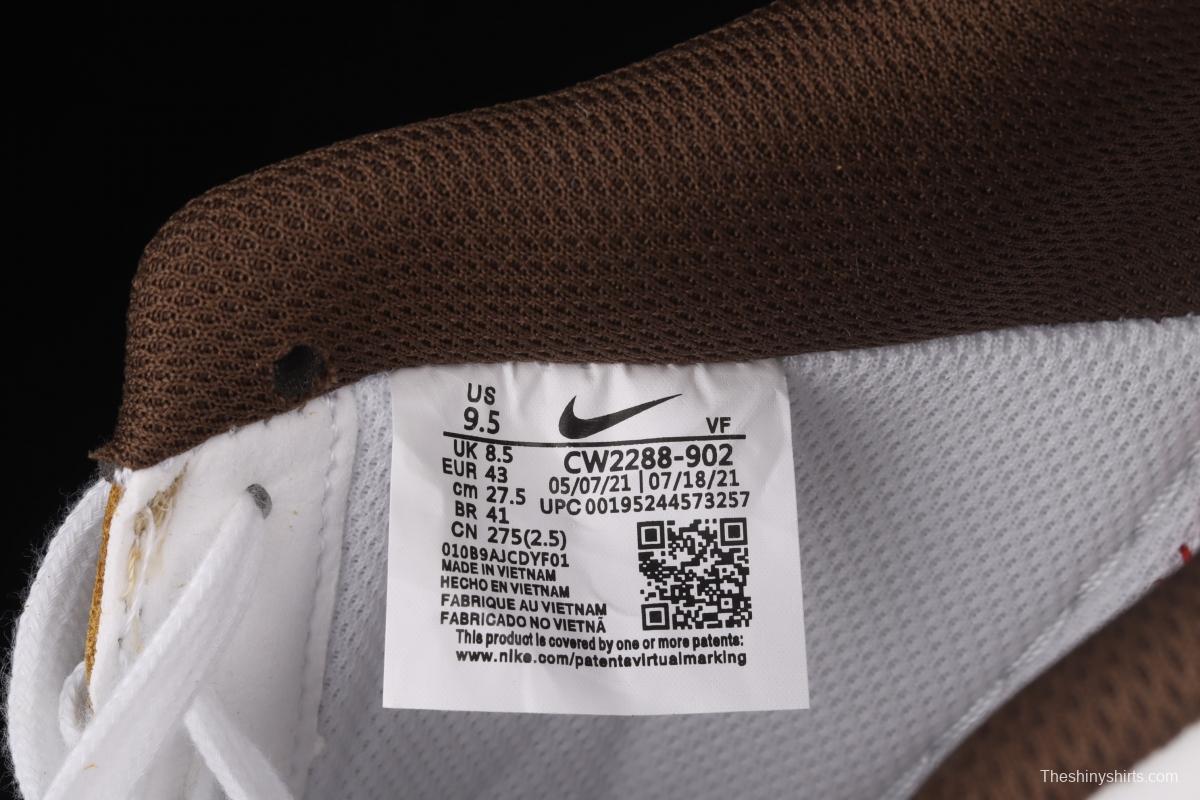 US
9.5
VF
UK 8.5
EUR 43
cm 27.5
BR 41
CN 275(2.5)
CW2288-902
05/07/21 | 07/18/21
UPC 00195244573257
010B9AJCDYF01
MADE IN VIETNAM
HECHO EN VIETNAM
FABRIQUE AU VIETNAM
FABRICADO NO VIETNÃ
This product is covered by one or more patents:
www.nike.com/patentavirtualmarking
Theshinyshirts.com